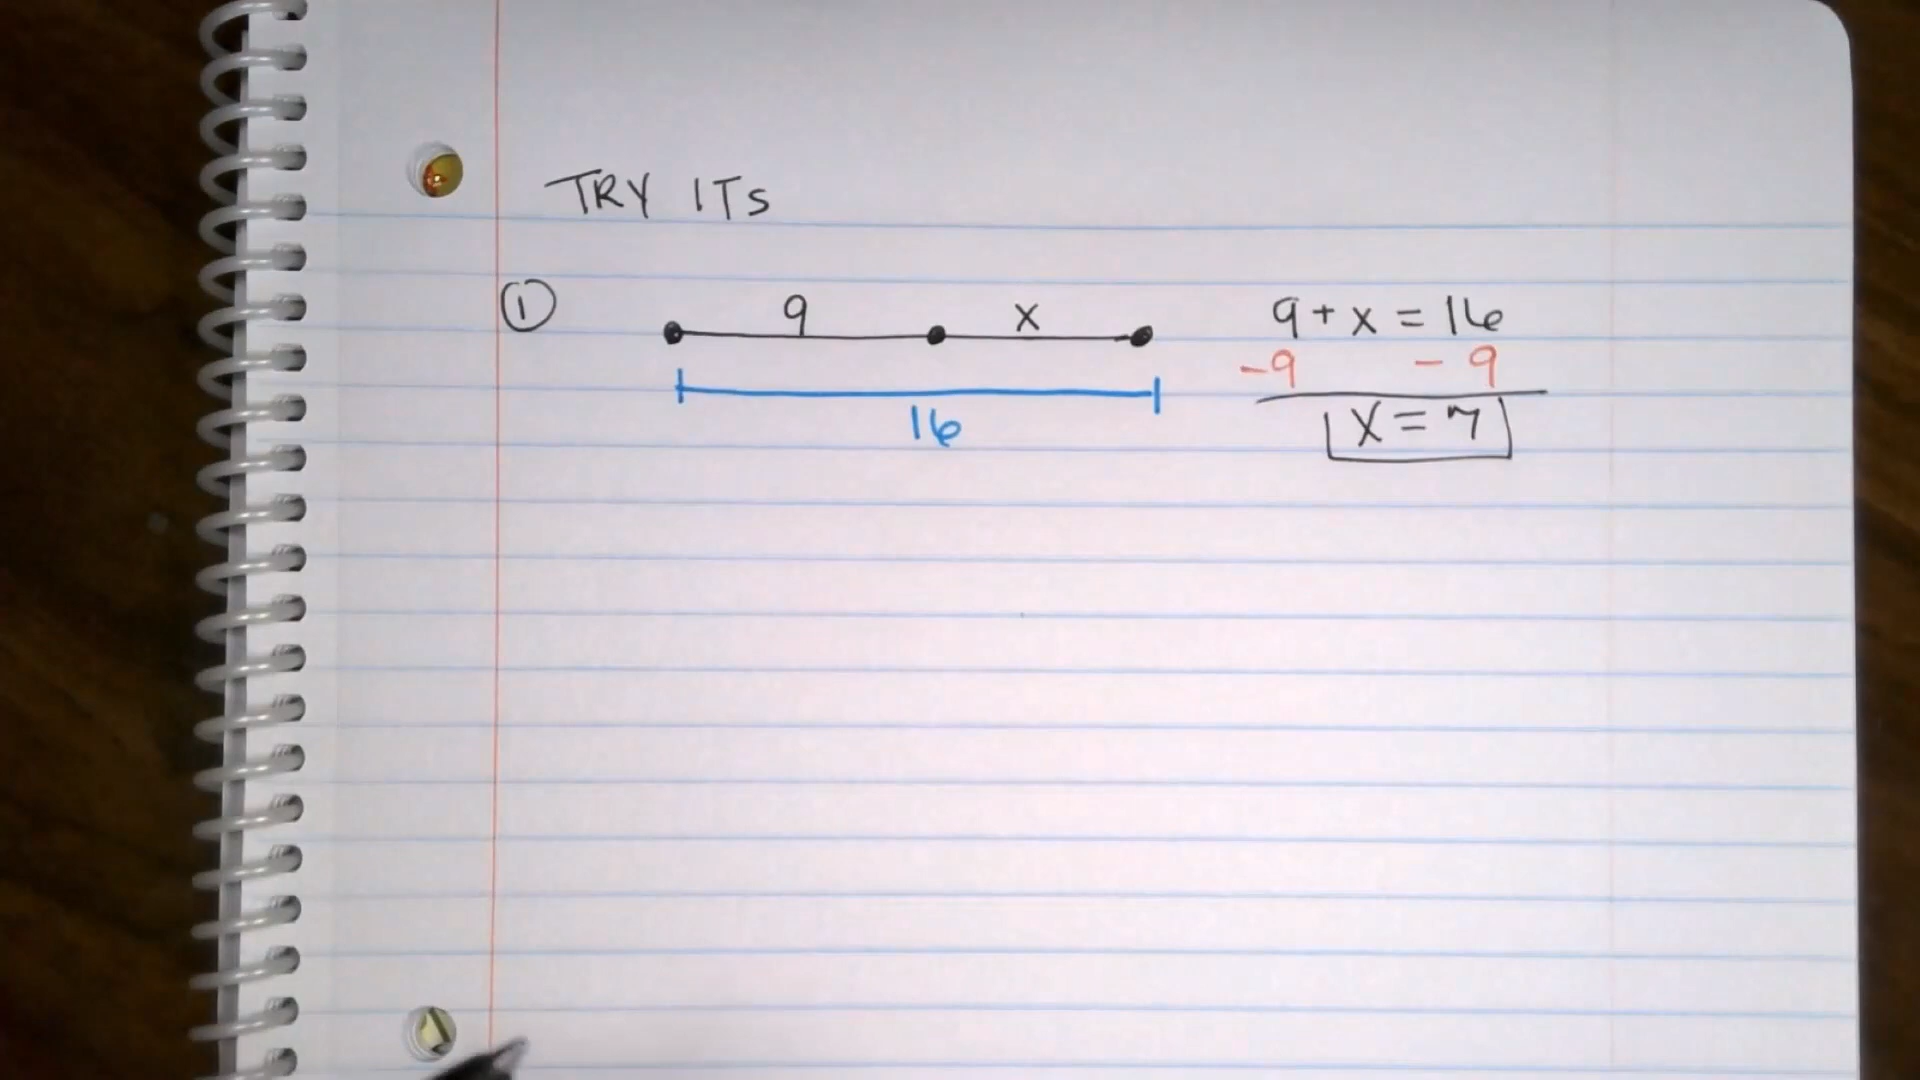 TRY ITs
① 9 x 9 + x = 16
-9 - 9
16 x = 7